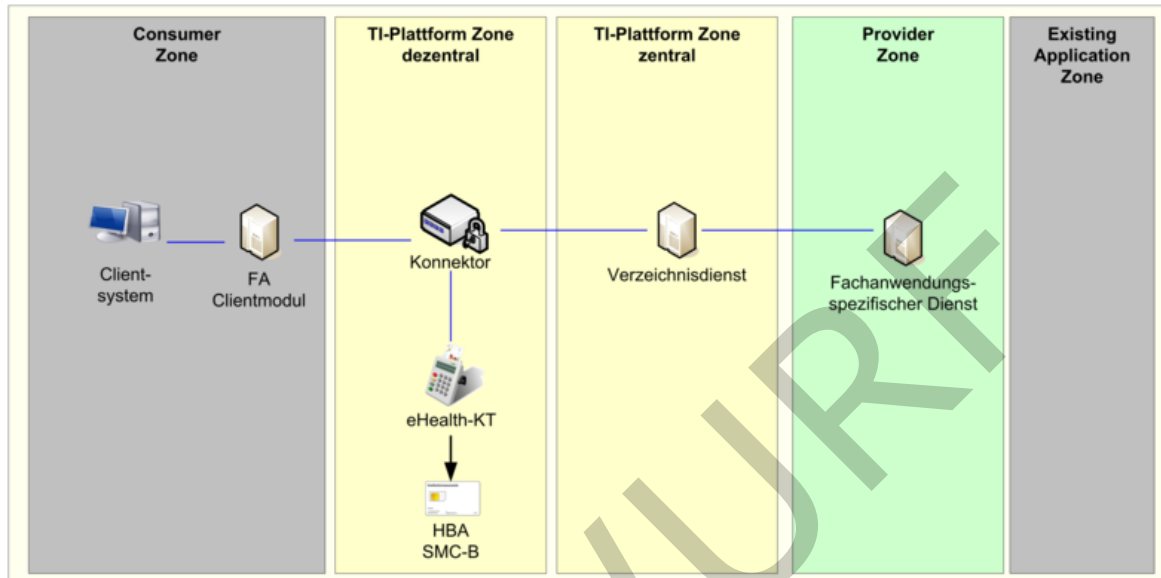 Consumer
Zone
TI-Plattform Zone
dezentral
TI-Plattform Zone
zentral
Provider
Zone
Existing
Application
Zone
Client-
system
FA
Clientmodul
Konnektor
Verzeichnisdienst
Fachanwendungs-
spezifischer Dienst
eHealth-KT
HBA
SMC-B
WURF